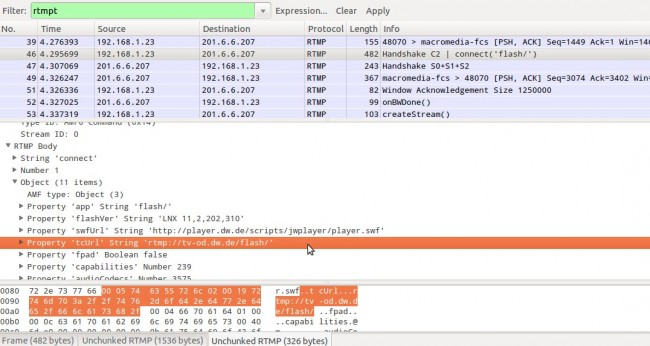 Filter: rtmpt Expression... Clear Apply
No. Time Source Destination Protocol Length Info
39 4.276393 192.168.1.23 201.6.6.207 RTMP 155 48070 > macromedia-fcs [PSH, ACK] Seq=1449 Ack=1 Win=146
46 4.295699 192.168.1.23 201.6.6.207 RTMP 482 Handshake C2 | connect('flash/')
47 4.307069 201.6.6.207 192.168.1.23 RTMP 243 Handshake S0+S1+S2
49 4.326247 201.6.6.207 192.168.1.23 RTMP 367 macromedia-fcs > 48070 [PSH, ACK] Seq=3074 Ack=3402 Win=
51 4.326336 192.168.1.23 201.6.6.207 RTMP 82 Window Acknowledgement Size 1250000
52 4.327025 201.6.6.207 192.168.1.23 RTMP 99 onBWDone()
53 4.337319 192.168.1.23 201.6.6.207 RTMP 103 createStream()
Type ID: AMF0 Command (0x14)
Stream ID: 0
RTMP Body
String 'connect'
Number 1
Object (11 items)
AMF type: Object (3)
Property 'app' String 'flash/'
Property 'flashVer' String 'LNX 11,2,202,310'
Property 'swfUrl' String 'http://player.dw.de/scripts/jwplayer/player.swf'
Property 'tcUrl' String 'rtmp://tv-od.dw.de/flash/'
Property 'fpad' Boolean false
Property 'capabilities' Number 239
Property 'audioCodecs' Number 3575
0080 72 2e 73 77 66 00 05 74 63 55 72 6c 02 00 19 72 r.swf..t cUrl...r
0090 74 6d 70 3a 2f 2f 74 76 2d 6f 64 2e 64 77 2e 64 tmp://tv -od.dw.d
00a0 65 2f 66 6c 61 73 68 2f 00 04 66 70 61 64 01 00 e/flash/ ..fpad..
00b0 00 0c 63 61 70 61 62 69 6c 69 74 69 65 73 00 40 ..capabi lities.@
Frame (482 bytes) Unchunked RTMP (1536 bytes) Unchunked RTMP (326 bytes)